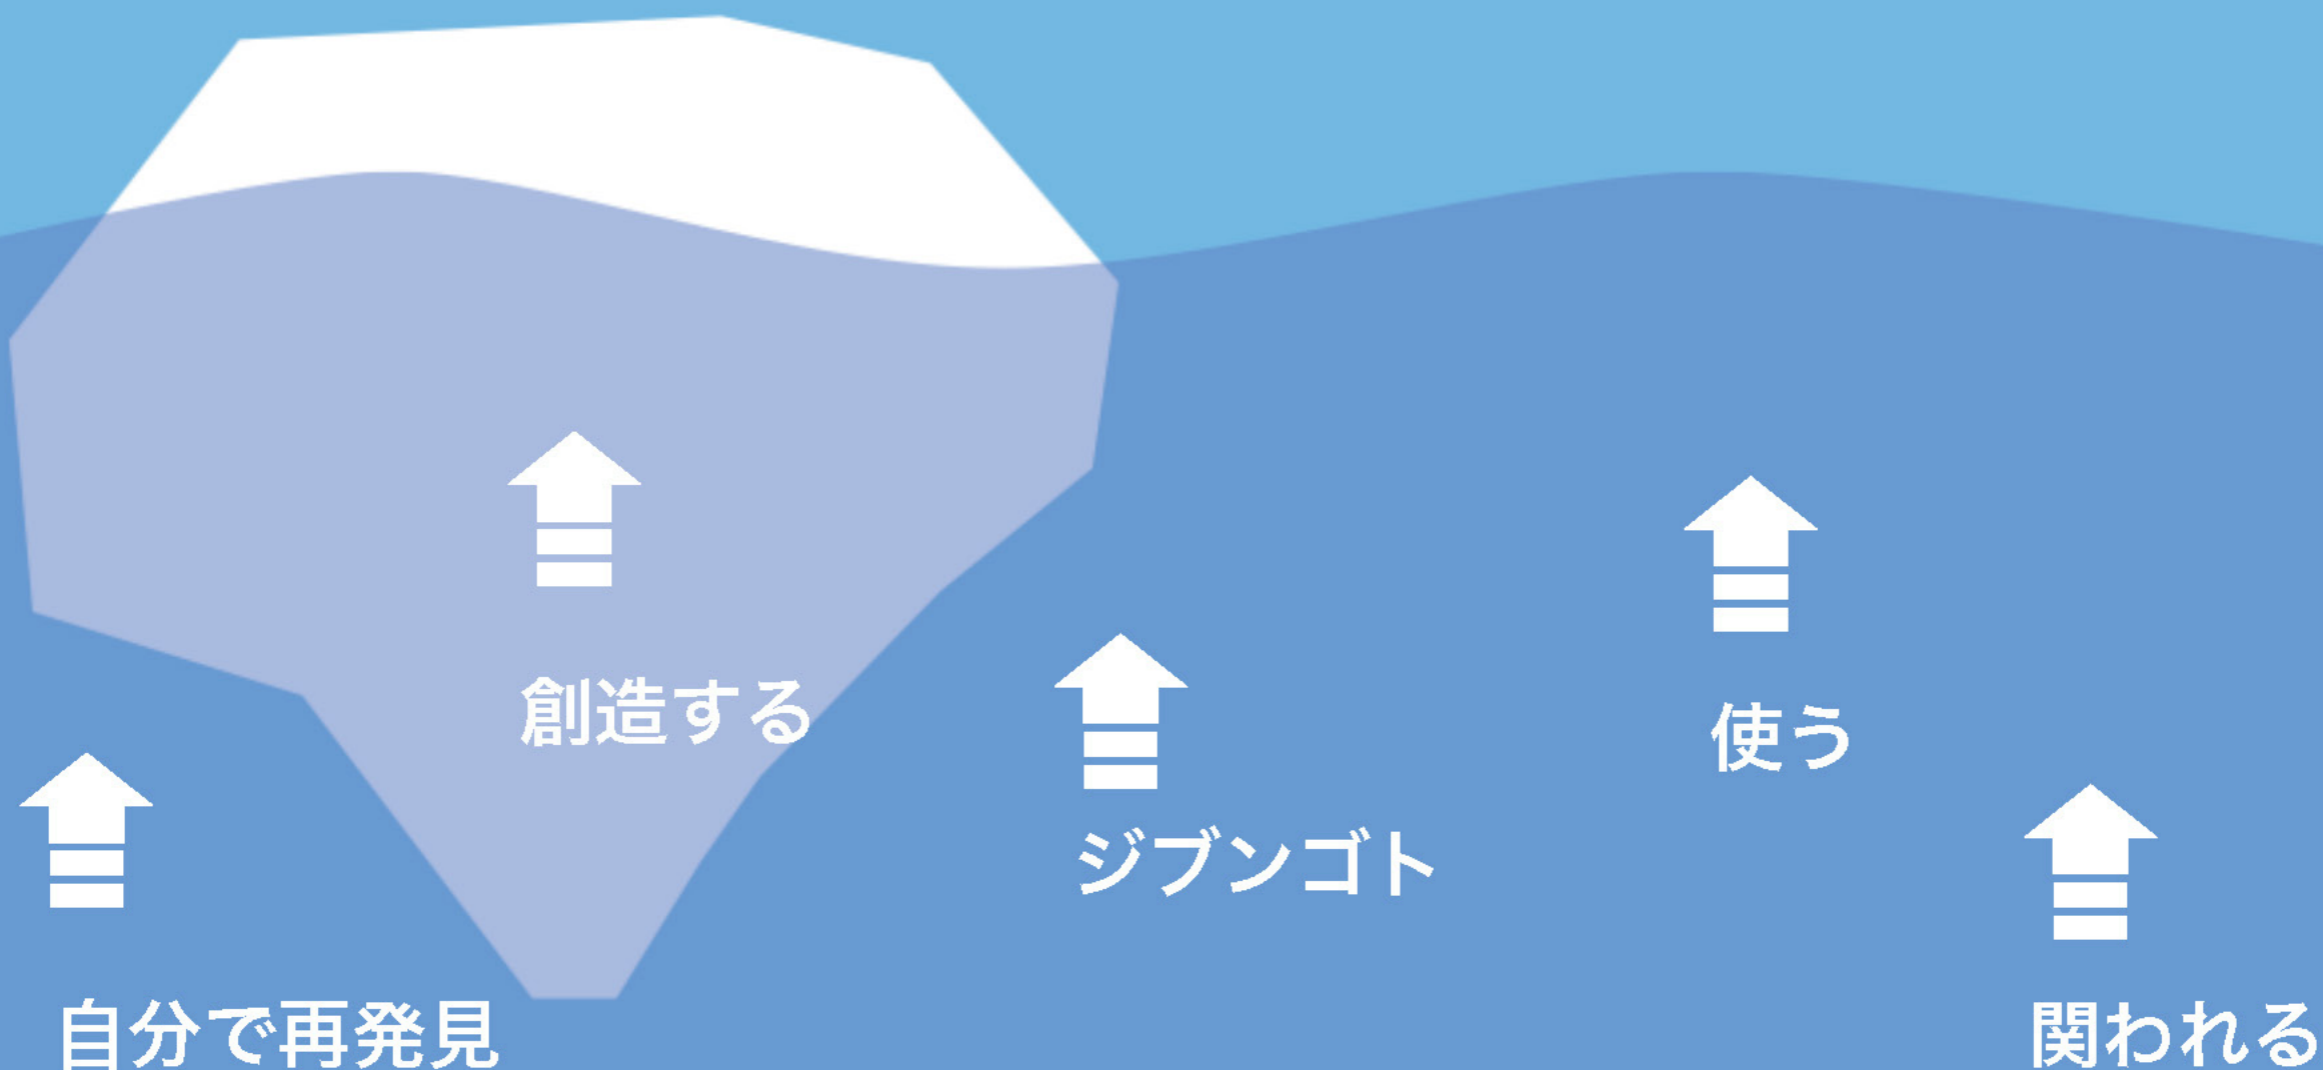 創造する
使う
ジブンゴト
自分で再発見
関われる